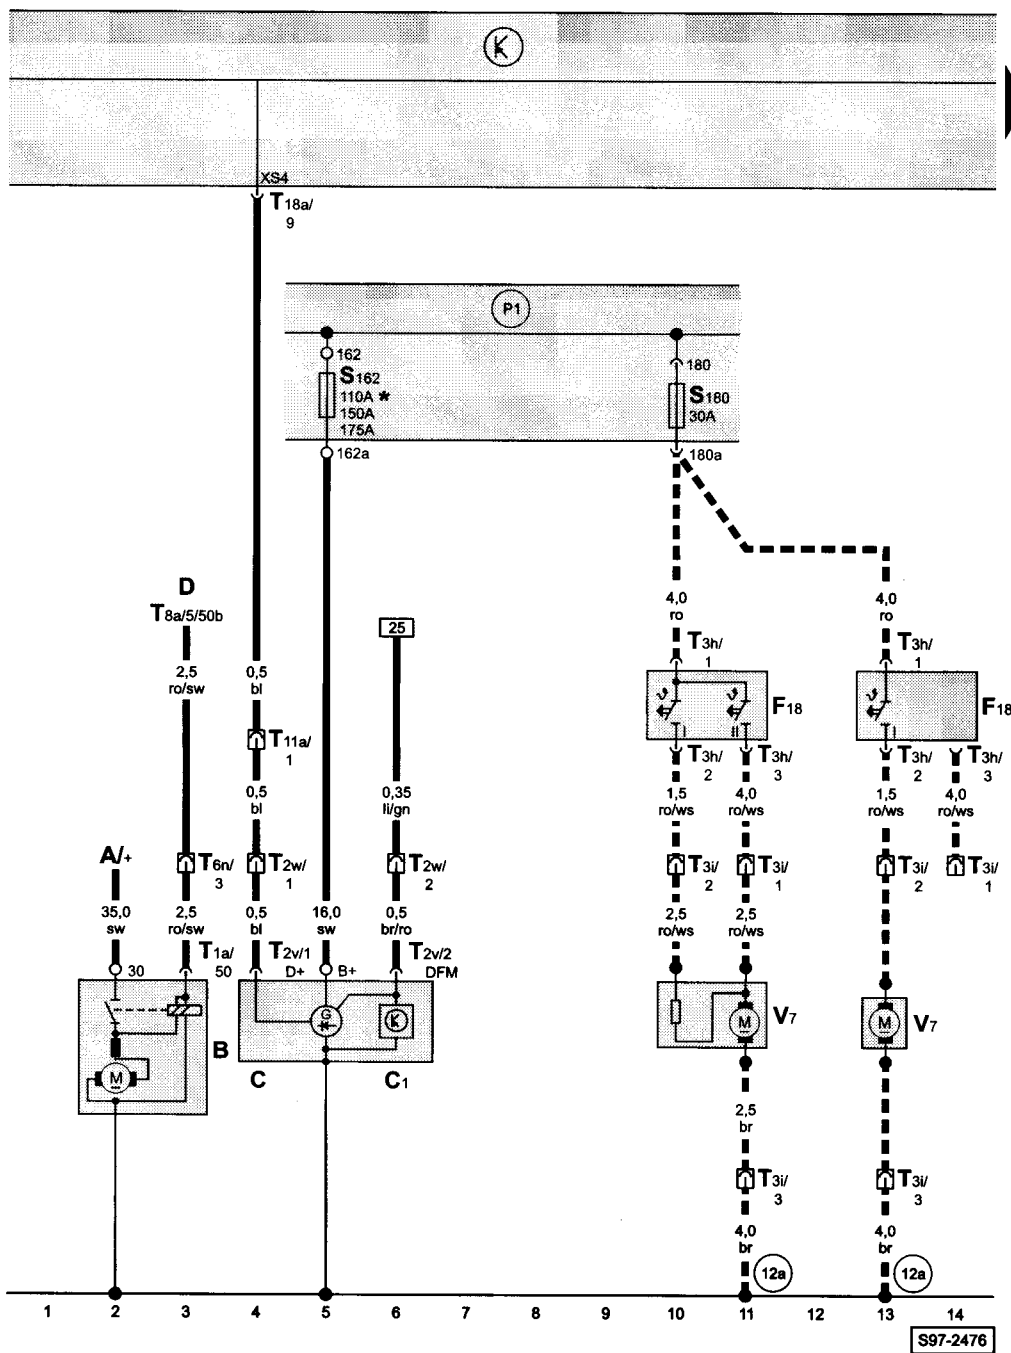 XS4
T18a/
9
P1
162
S162
110A *
150A
175A
162a
180
S180
30A
180a
D
T8a/5/50b
2,5
ro/sw
0,5
bl
25
4,0
ro
4,0
ro
T3h/
1
T3h/
1
I
II
F18
I
F18
T11a/
1
T3h/
2
T3h/
3
T3h/
2
T3h/
3
0,5
bl
0,35
li/gn
1,5
ro/ws
4,0
ro/ws
1,5
ro/ws
4,0
ro/ws
A/+
T6n/
3
T2w/
1
T2w/
2
T3i/
2
T3i/
1
T3i/
2
T3i/
1
35,0
sw
2,5
ro/sw
0,5
bl
16,0
sw
0,5
br/ro
2,5
ro/ws
2,5
ro/ws
30
T1a/
50
T2v/1
D+
B+
T2v/2
DFM
G
M
B
C
C1
M
V7
M
V7
2,5
br
T3i/
3
T3i/
3
4,0
br
4,0
br
12a
12a
1 2 3 4 5 6 7 8 9 10 11 12 13 14
S97-2476